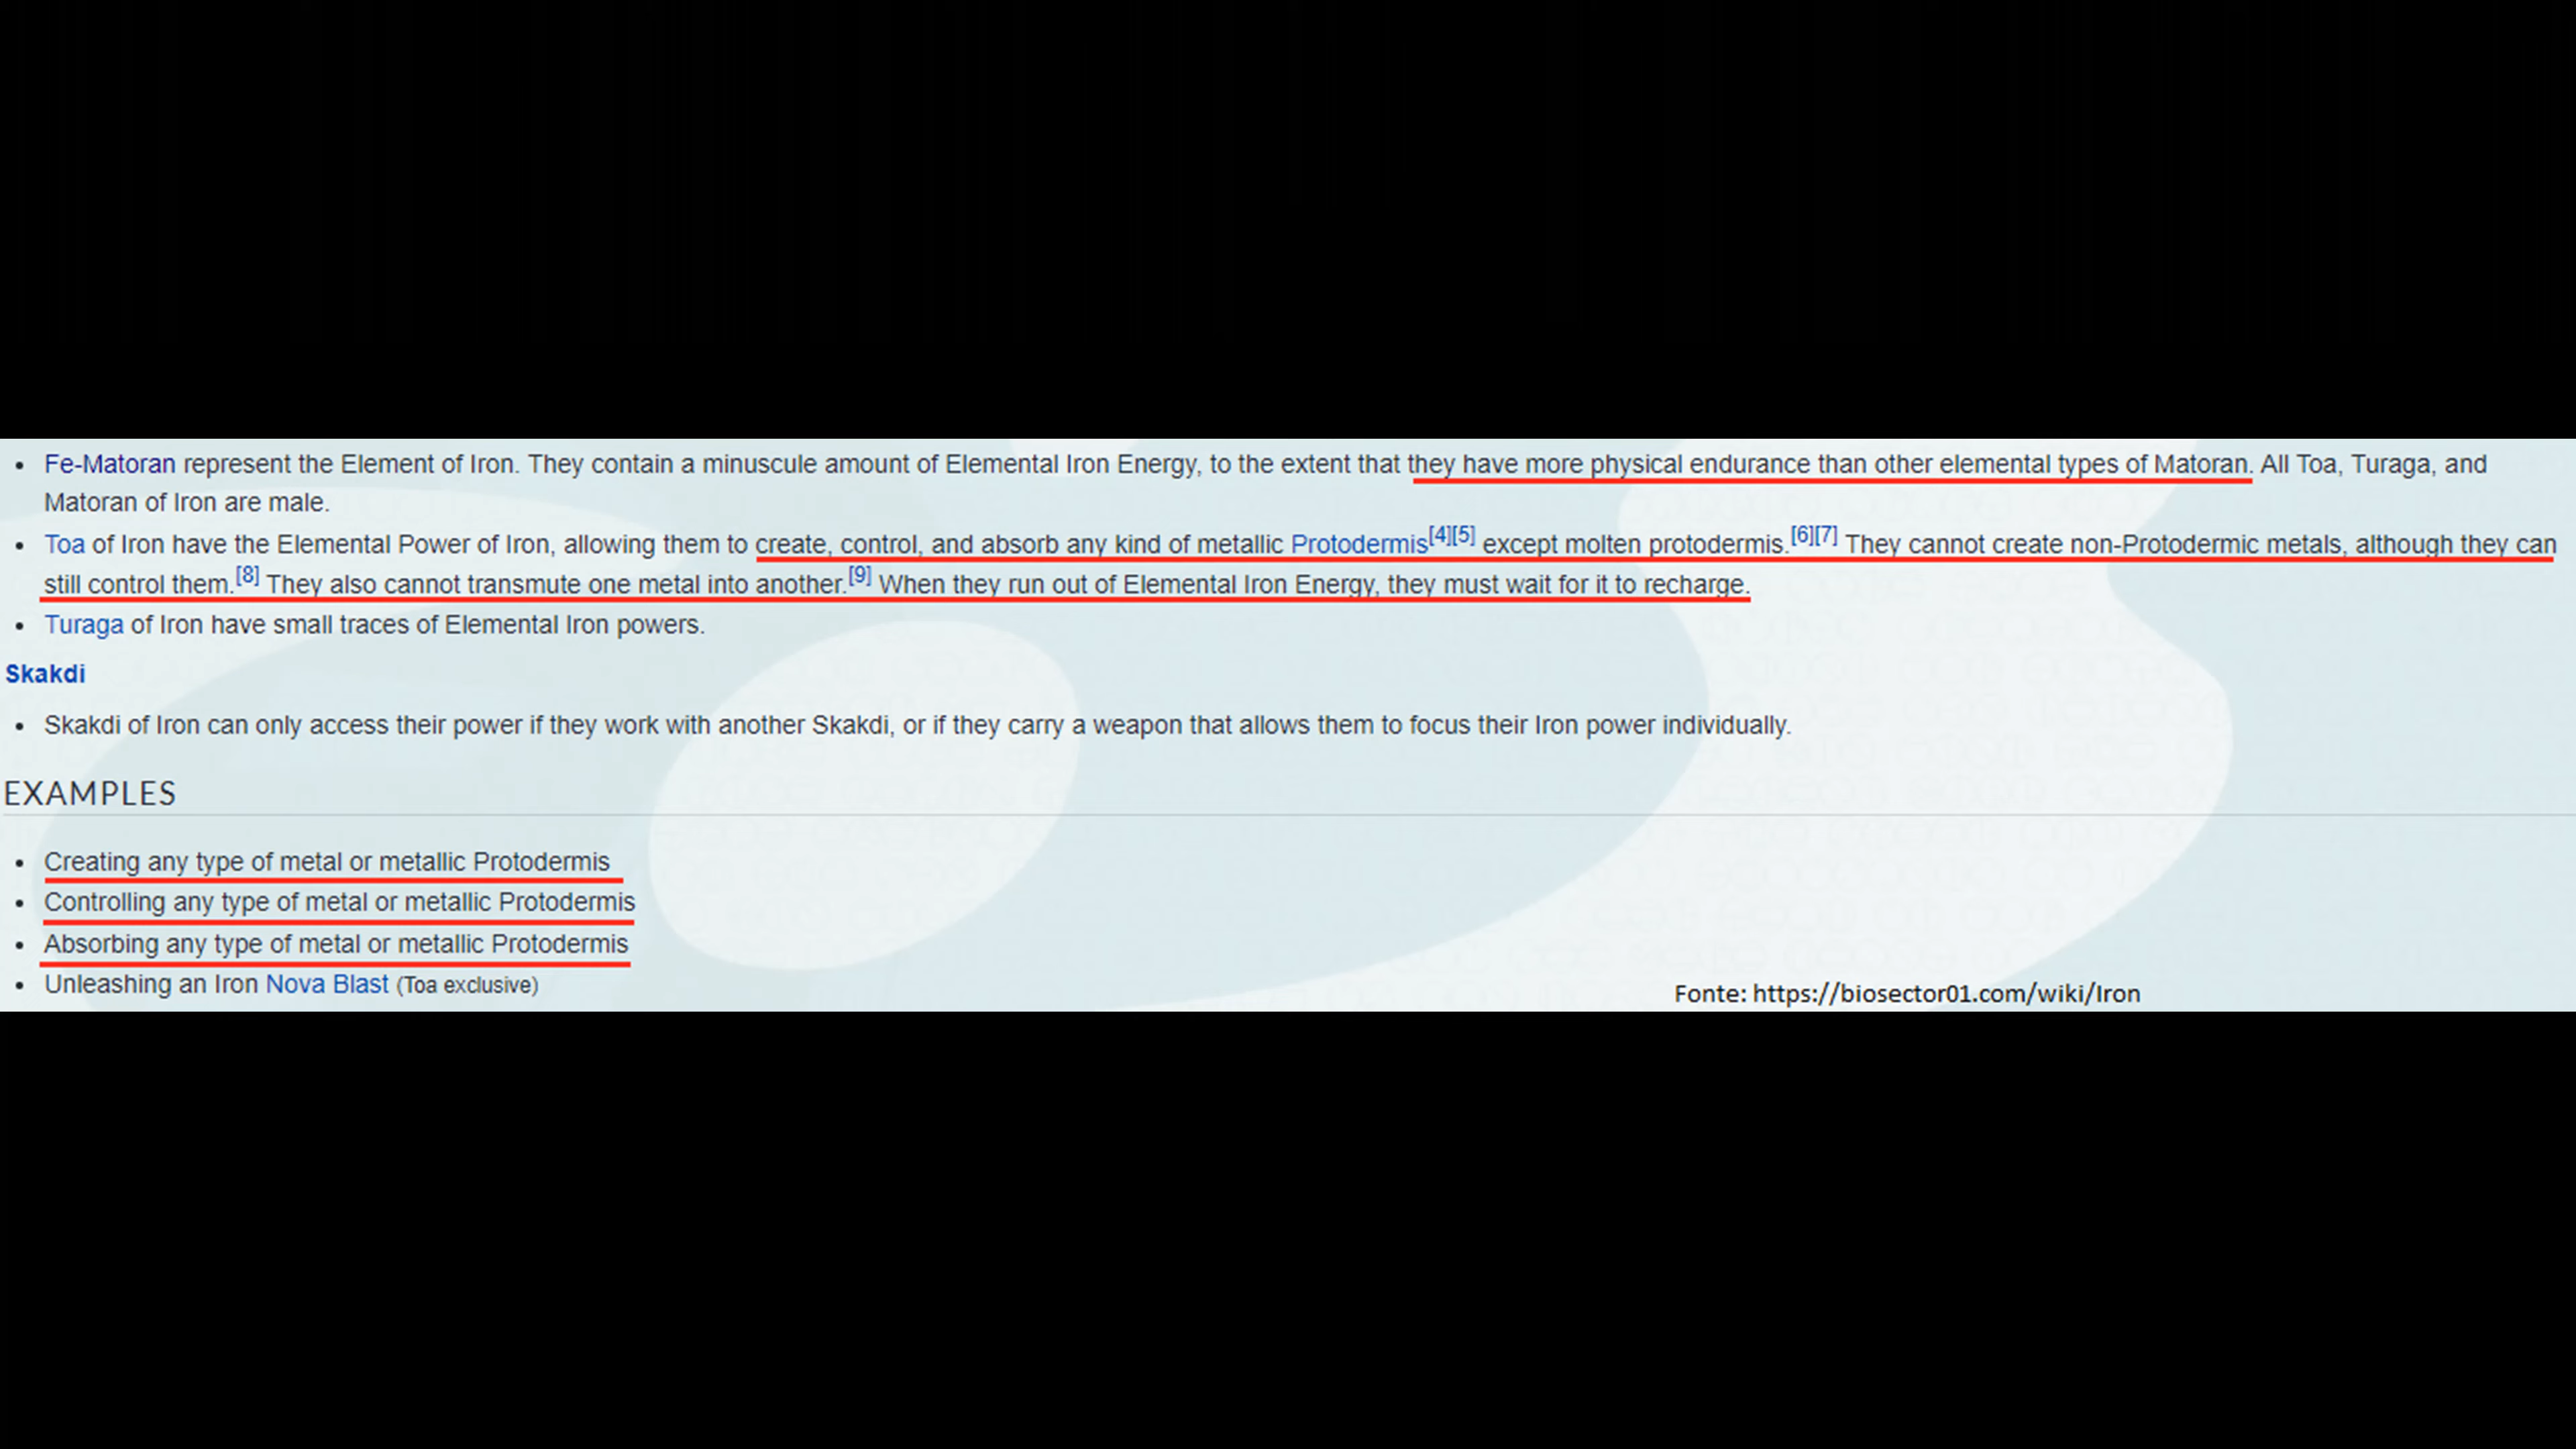 • Fe-Matoran represent the Element of Iron. They contain a minuscule amount of Elemental Iron Energy, to the extent that they have more physical endurance than other elemental types of Matoran. All Toa, Turaga, and
Matoran of Iron are male.
• Toa of Iron have the Elemental Power of Iron, allowing them to create, control, and absorb any kind of metallic Protodermis[4][5] except molten protodermis.[6][7] They cannot create non-Protodermic metals, although they can
still control them.[8] They also cannot transmute one metal into another.[9] When they run out of Elemental Iron Energy, they must wait for it to recharge.
• Turaga of Iron have small traces of Elemental Iron powers.
Skakdi
• Skakdi of Iron can only access their power if they work with another Skakdi, or if they carry a weapon that allows them to focus their Iron power individually.
EXAMPLES
• Creating any type of metal or metallic Protodermis
• Controlling any type of metal or metallic Protodermis
• Absorbing any type of metal or metallic Protodermis
• Unleashing an Iron Nova Blast (Toa exclusive)
Fonte: https://biosector01.com/wiki/Iron